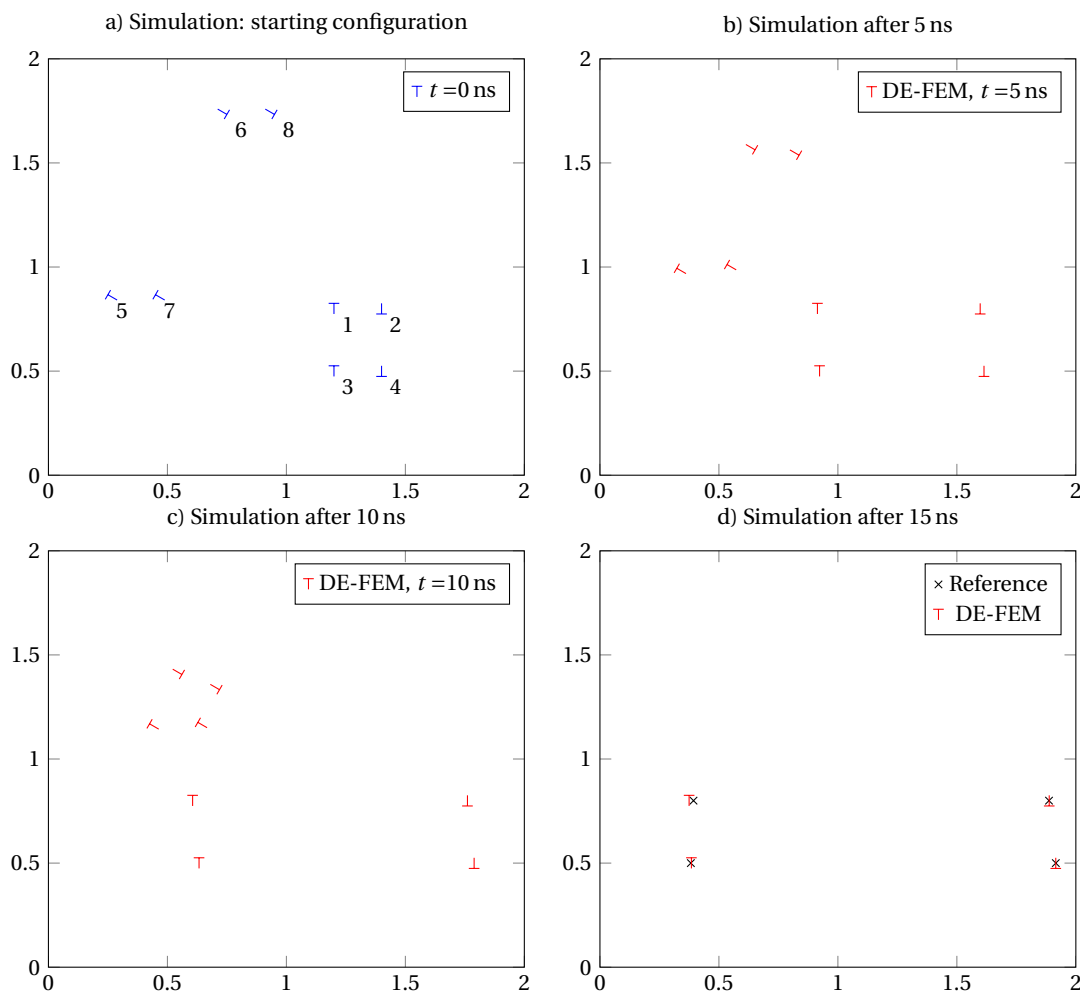 a) Simulation: starting configuration
2
1.5
1
0.5
0
0 0.5 1 1.5 2
t =0 ns
6 8
5 7
1 2
3 4
b) Simulation after 5 ns
2
1.5
1
0.5
0
0 0.5 1 1.5 2
DE-FEM, t =5 ns
c) Simulation after 10 ns
2
1.5
1
0.5
0
0 0.5 1 1.5 2
DE-FEM, t =10 ns
d) Simulation after 15 ns
2
1.5
1
0.5
0
0 0.5 1 1.5 2
Reference
DE-FEM